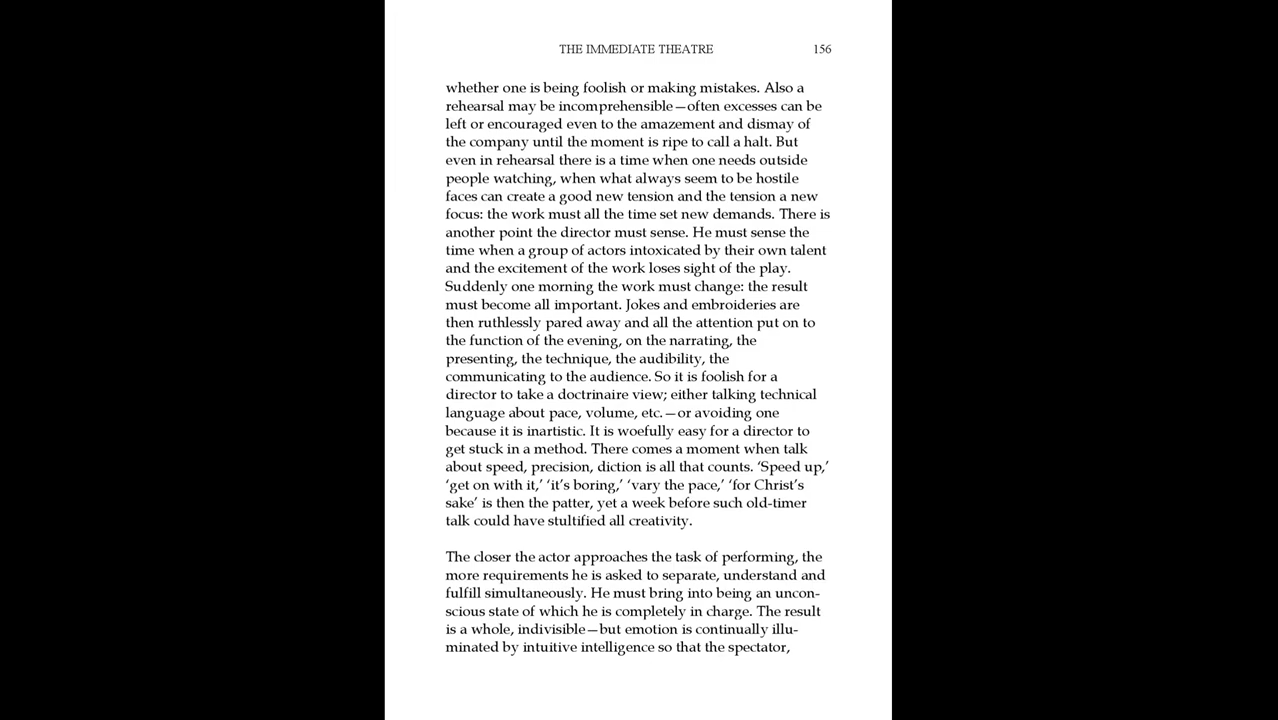 THE IMMEDIATE THEATRE 156
whether one is being foolish or making mistakes. Also a
rehearsal may be incomprehensible—often excesses can be
left or encouraged even to the amazement and dismay of
the company until the moment is ripe to call a halt. But
even in rehearsal there is a time when one needs outside
people watching, when what always seem to be hostile
faces can create a good new tension and the tension a new
focus: the work must all the time set new demands. There is
another point the director must sense. He must sense the
time when a group of actors intoxicated by their own talent
and the excitement of the work loses sight of the play.
Suddenly one morning the work must change: the result
must become all important. Jokes and embroideries are
then ruthlessly pared away and all the attention put on to
the function of the evening, on the narrating, the
presenting, the technique, the audibility, the
communicating to the audience. So it is foolish for a
director to take a doctrinaire view; either talking technical
language about pace, volume, etc.—or avoiding one
because it is inartistic. It is woefully easy for a director to
get stuck in a method. There comes a moment when talk
about speed, precision, diction is all that counts. ‘Speed up,’
‘get on with it,’ ‘it’s boring,’ ‘vary the pace,’ ‘for Christ’s
sake’ is then the patter, yet a week before such old-timer
talk could have stultified all creativity.
The closer the actor approaches the task of performing, the
more requirements he is asked to separate, understand and
fulfill simultaneously. He must bring into being an uncon-
scious state of which he is completely in charge. The result
is a whole, indivisible—but emotion is continually illu-
minated by intuitive intelligence so that the spectator,